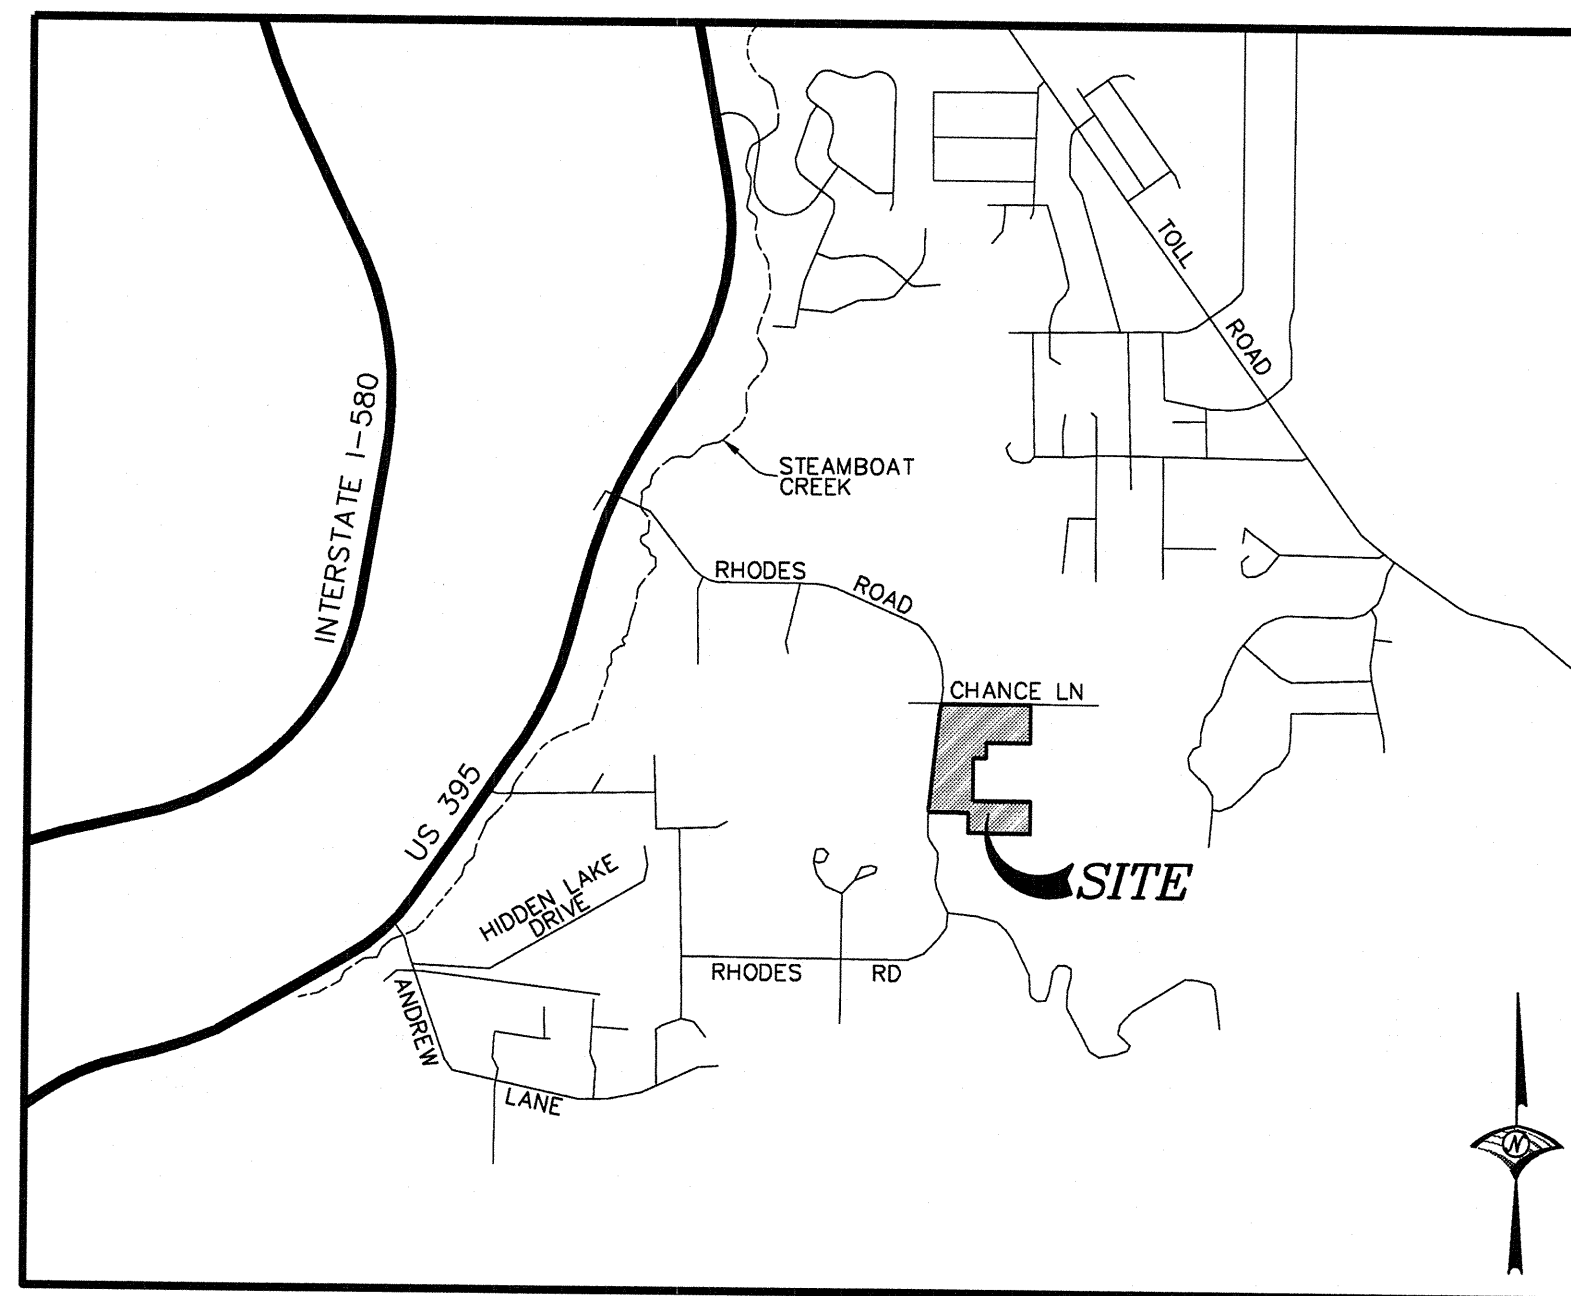 TOLL
ROAD
INTERSTATE I-580
STEAMBOAT
CREEK
RHODES
ROAD
CHANCE LN
US 395
HIDDEN LAKE
DRIVE
SITE
RHODES
RD
ANDREW
LANE
N